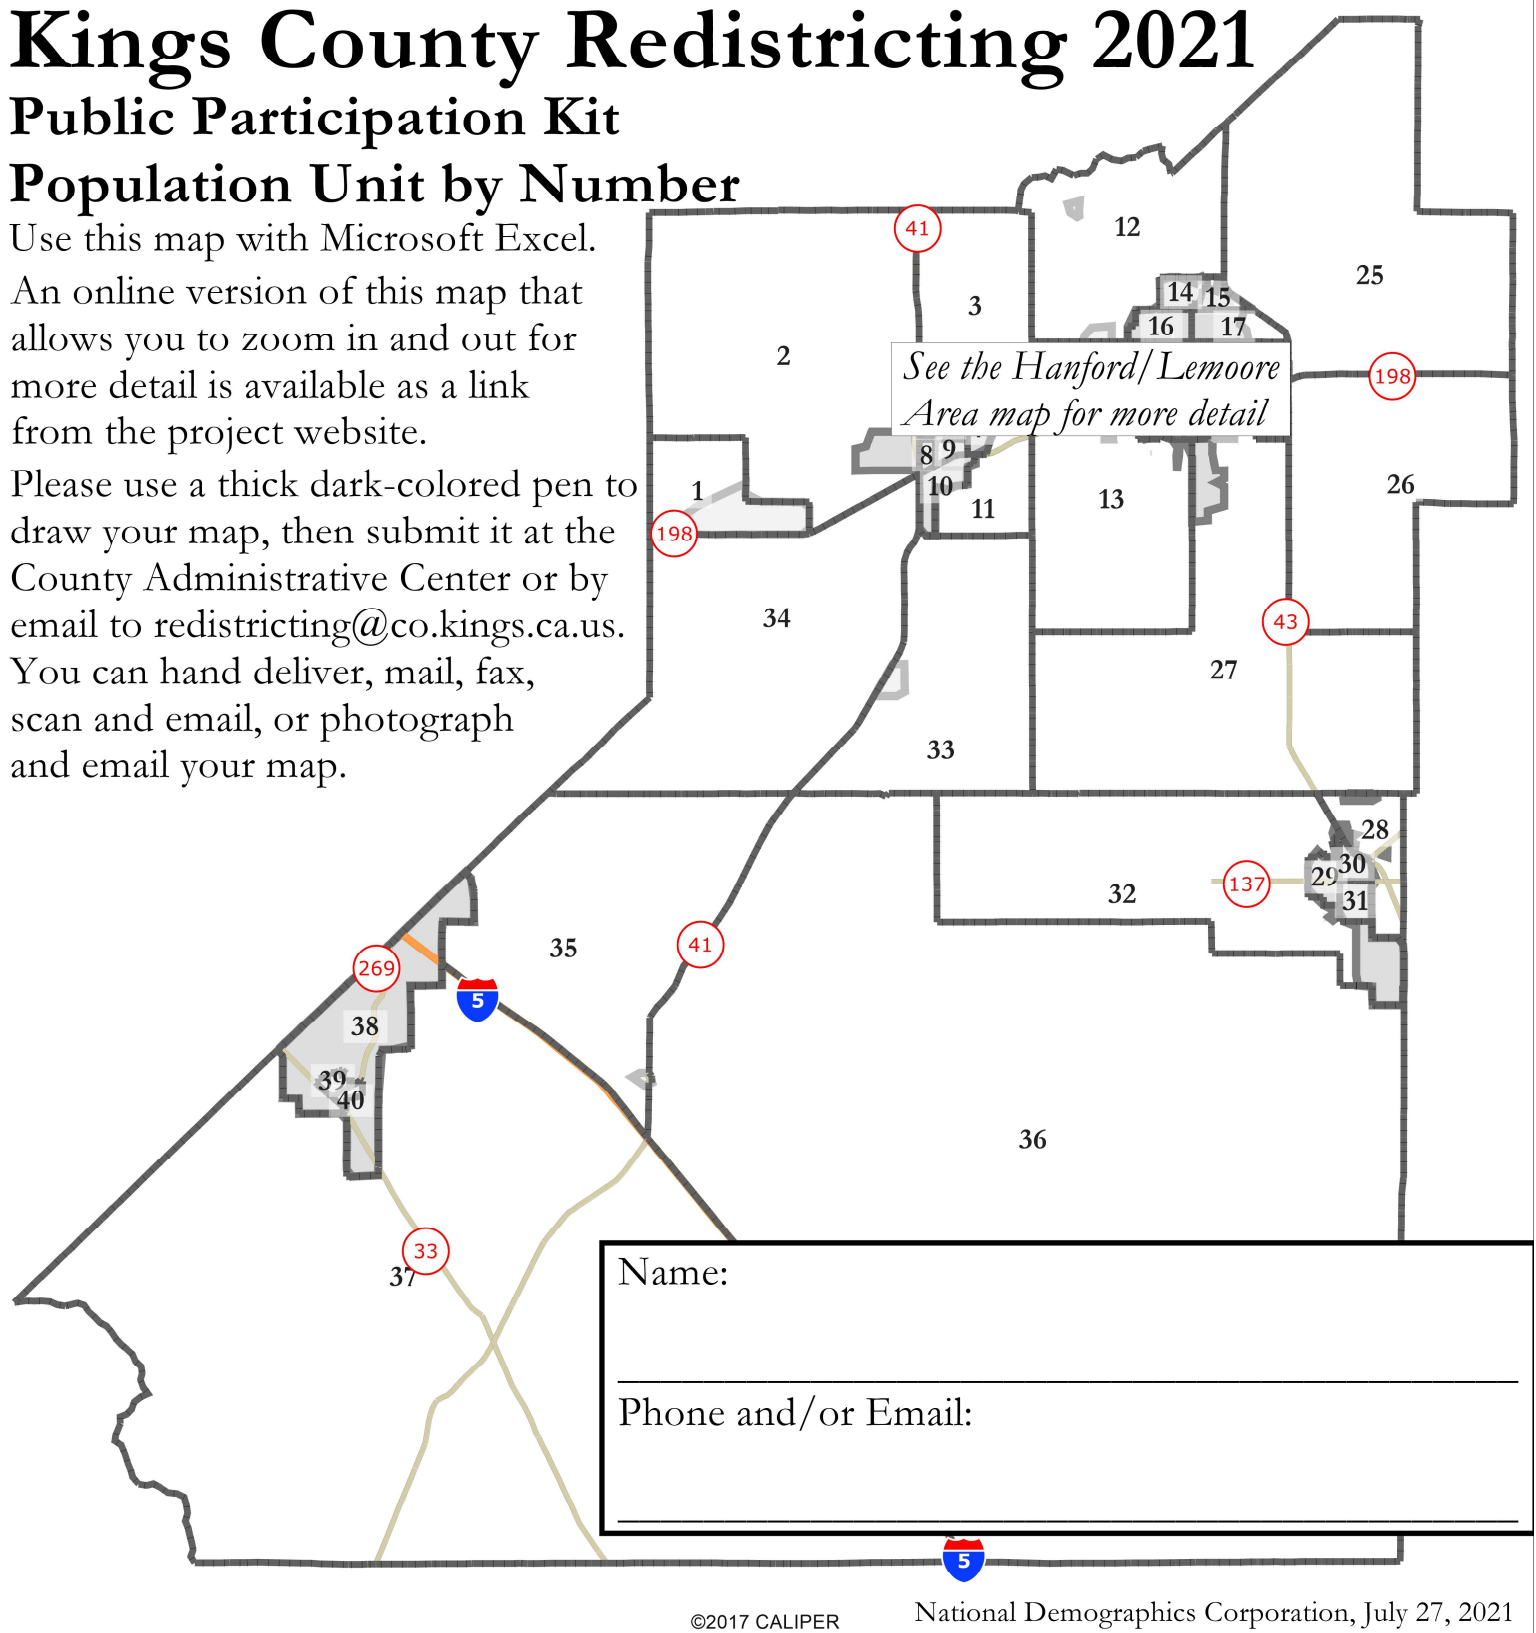 Kings County Redistricting 2021
Public Participation Kit
Population Unit by Number
Use this map with Microsoft Excel.
An online version of this map that
allows you to zoom in and out for
more detail is available as a link
from the project website.
Please use a thick dark-colored pen to
draw your map, then submit it at the
County Administrative Center or by
email to redistricting@co.kings.ca.us.
You can hand deliver, mail, fax,
scan and email, or photograph
and email your map.
41
12
25
14
15
3
16
17
2
See the Hanford/Lemoore
Area map for more detail
198
8
9
1
10
11
13
26
198
34
43
27
33
28
30
29
137
32
31
41
35
269
5
38
39
40
36
33
37
Name:
Phone and/or Email:
5
©2017 CALIPER
National Demographics Corporation, July 27, 2021